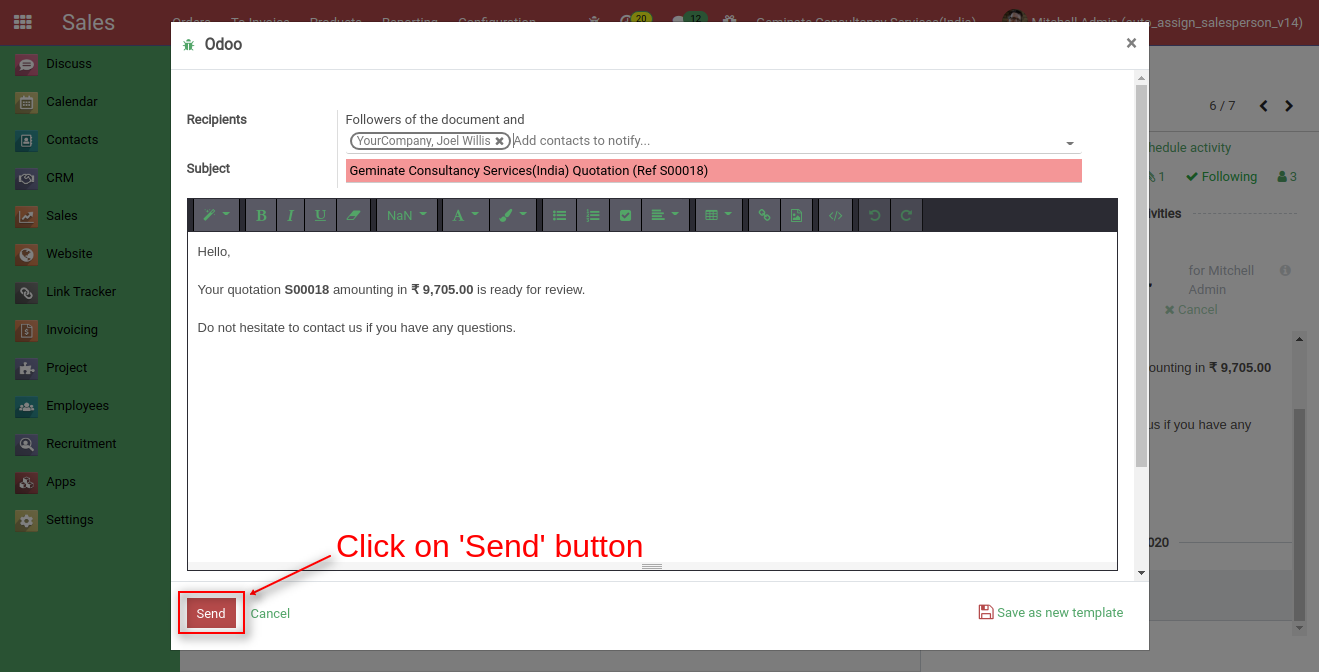 Sales
Orders To Invoice Products Reporting Configuration 20 12 Geminate Consultancy Services(India) Mitchell Admin (auto_assign_salesperson_v14)
Discuss
Calendar
Contacts
CRM
Sales
Website
Link Tracker
Invoicing
Project
Employees
Recruitment
Apps
Settings
Odoo ×
Recipients
Followers of the document and
YourCompany, Joel Willis ✖ Add contacts to notify...
Subject
Geminate Consultancy Services(India) Quotation (Ref S00018)
B I U NaN A </>
Hello,
Your quotation S00018 amounting in ₹ 9,705.00 is ready for review.
Do not hesitate to contact us if you have any questions.
Click on 'Send' button
Send Cancel Save as new template
6 / 7
hedule activity
1 Following 3
ivities
for Mitchell
Admin
✖ Cancel
ounting in ₹ 9,705.00
us if you have any
020